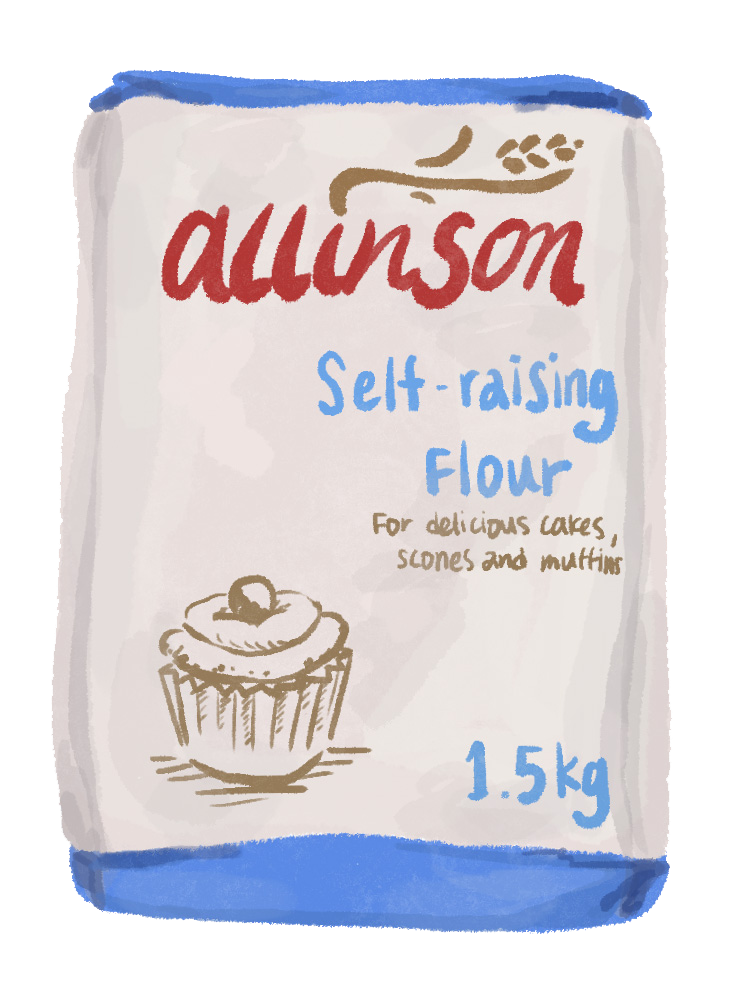 allinson
Self-raising
Flour
For delicious cakes,
scones and muffins
1.5kg